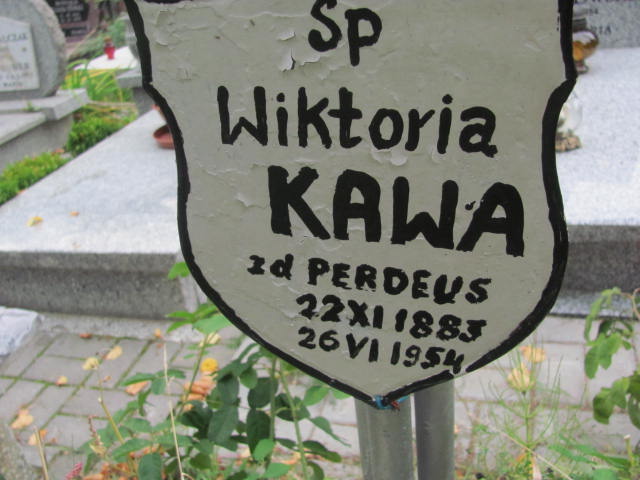 Sp
Wiktoria
KAWA
zd PERDEUS
22 XI 1883
26 VI 1954